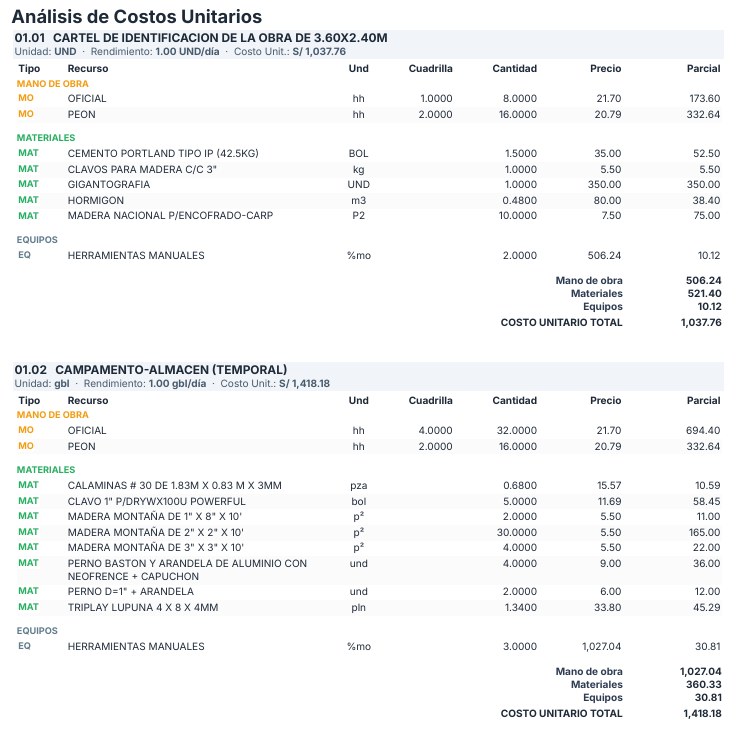 Análisis de Costos Unitarios
01.01 CARTEL DE IDENTIFICACION DE LA OBRA DE 3.60X2.40M
Unidad: UND · Rendimiento: 1.00 UND/día · Costo Unit.: S/ 1,037.76
Tipo Recurso Und Cuadrilla Cantidad Precio Parcial
MANO DE OBRA
MO OFICIAL hh 1.0000 8.0000 21.70 173.60
MO PEON hh 2.0000 16.0000 20.79 332.64
MATERIALES
MAT CEMENTO PORTLAND TIPO IP (42.5KG) BOL 1.5000 35.00 52.50
MAT CLAVOS PARA MADERA C/C 3" kg 1.0000 5.50 5.50
MAT GIGANTOGRAFIA UND 1.0000 350.00 350.00
MAT HORMIGON m3 0.4800 80.00 38.40
MAT MADERA NACIONAL P/ENCOFRADO-CARP P2 10.0000 7.50 75.00
EQUIPOS
EQ HERRAMIENTAS MANUALES %mo 2.0000 506.24 10.12
Mano de obra 506.24
Materiales 521.40
Equipos 10.12
COSTO UNITARIO TOTAL 1,037.76
01.02 CAMPAMENTO-ALMACEN (TEMPORAL)
Unidad: gbl · Rendimiento: 1.00 gbl/día · Costo Unit.: S/ 1,418.18
Tipo Recurso Und Cuadrilla Cantidad Precio Parcial
MANO DE OBRA
MO OFICIAL hh 4.0000 32.0000 21.70 694.40
MO PEON hh 2.0000 16.0000 20.79 332.64
MATERIALES
MAT CALAMINAS # 30 DE 1.83M X 0.83 M X 3MM pza 0.6800 15.57 10.59
MAT CLAVO 1" P/DRYWX100U POWERFUL bol 5.0000 11.69 58.45
MAT MADERA MONTAÑA DE 1" X 8" X 10' p² 2.0000 5.50 11.00
MAT MADERA MONTAÑA DE 2" X 2" X 10' p² 30.0000 5.50 165.00
MAT MADERA MONTAÑA DE 3" X 3" X 10' p² 4.0000 5.50 22.00
MAT PERNO BASTON Y ARANDELA DE ALUMINIO CON und 4.0000 9.00 36.00
NEOFRENCE + CAPUCHON
MAT PERNO D=1" + ARANDELA und 2.0000 6.00 12.00
MAT TRIPLAY LUPUNA 4 X 8 X 4MM pln 1.3400 33.80 45.29
EQUIPOS
EQ HERRAMIENTAS MANUALES %mo 3.0000 1,027.04 30.81
Mano de obra 1,027.04
Materiales 360.33
Equipos 30.81
COSTO UNITARIO TOTAL 1,418.18